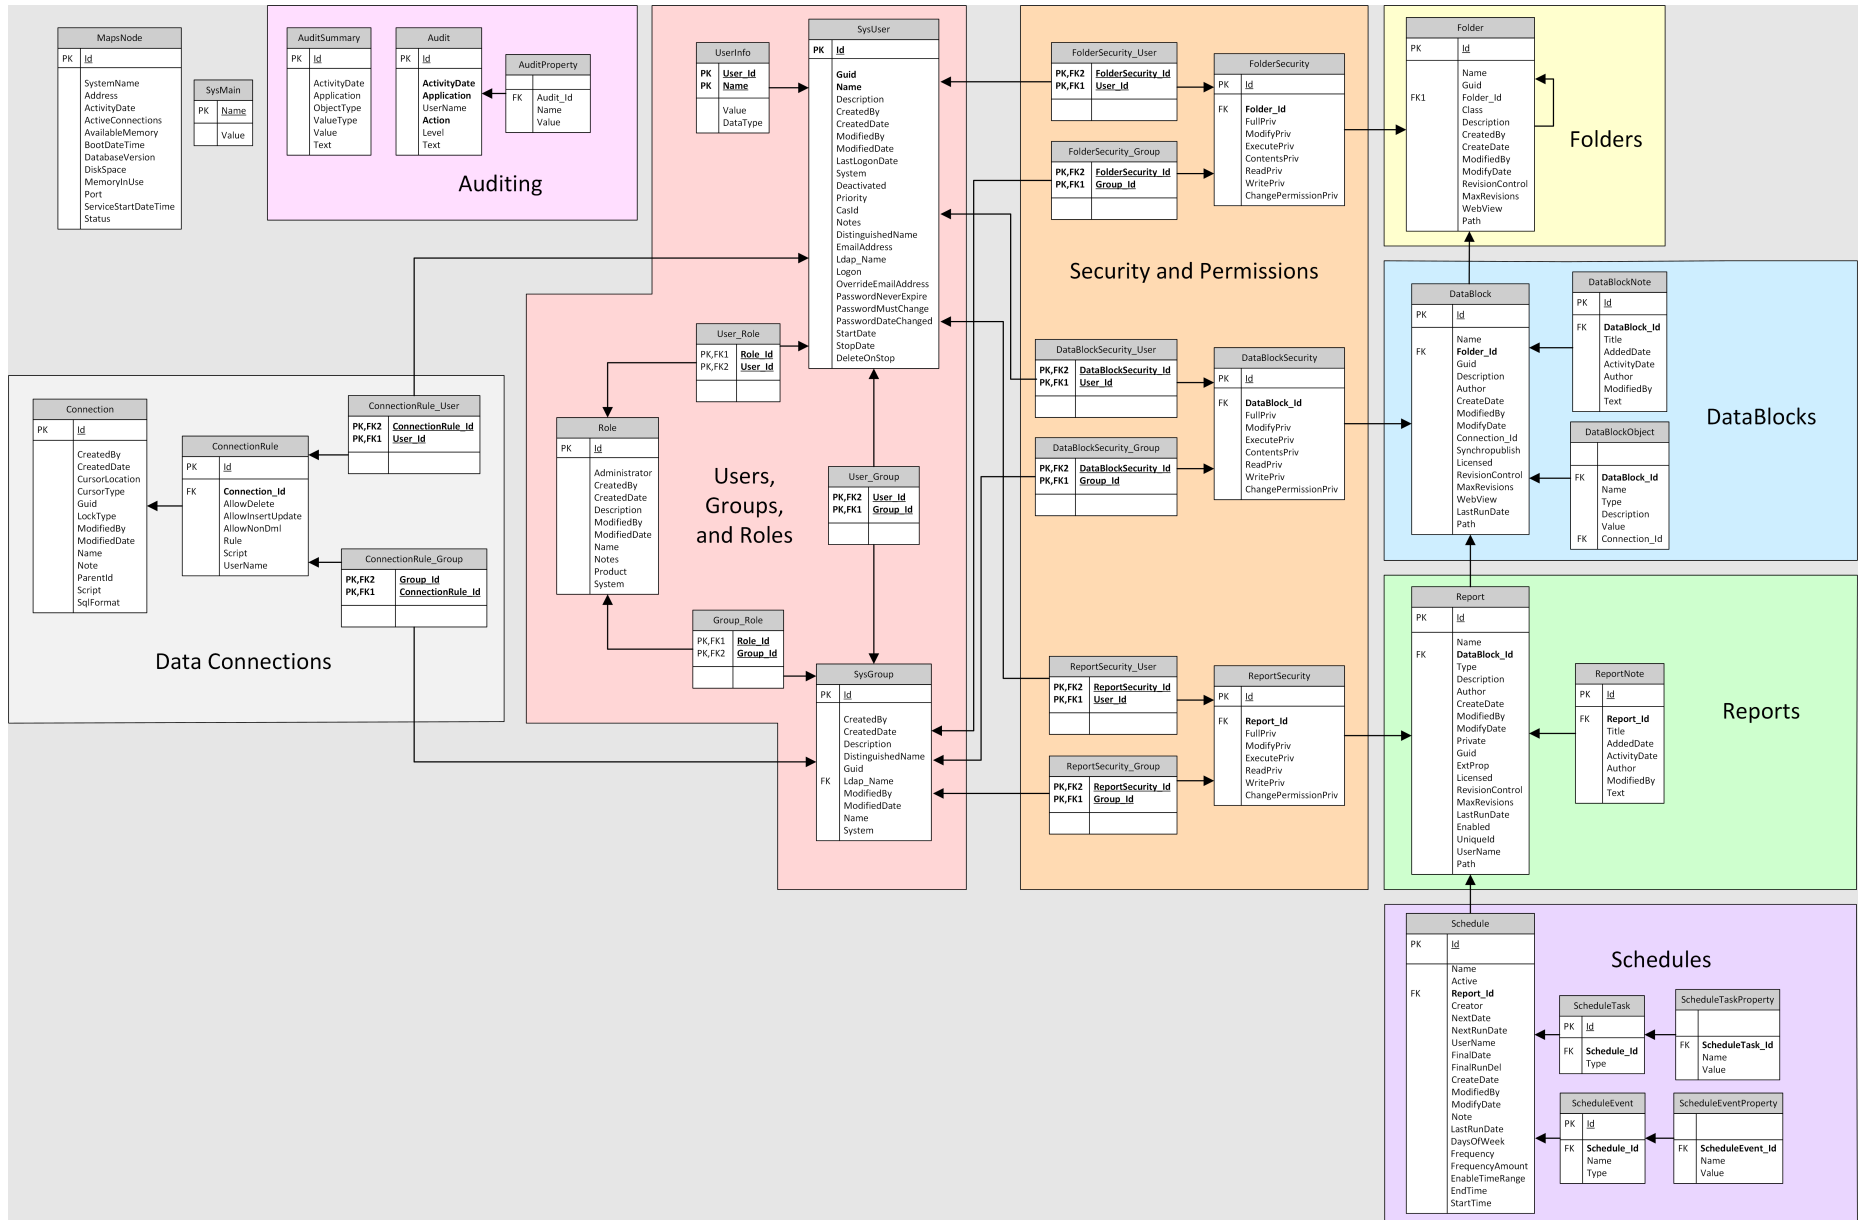 MapsNode
PK Id
SystemName
Address
ActivityDate
ActiveConnections
AvailableMemory
BootDateTime
DatabaseVersion
DiskSpace
MemoryInUse
Port
ServiceStartDateTime
Status
SysMain
PK Name
Value
AuditSummary
PK Id
ActivityDate
Application
ObjectType
ValueType
Value
Text
Audit
PK Id
ActivityDate
Application
UserName
Action
Level
Text
AuditProperty
FK Audit_Id
Name
Value
Auditing
UserInfo
PK User_Id
PK Name
Value
DataType
SysUser
PK Id
Guid
Name
Description
CreatedBy
CreatedDate
ModifiedBy
ModifiedDate
LastLogonDate
System
Deactivated
Priority
CasId
Notes
DistinguishedName
EmailAddress
Ldap_Name
Logon
OverrideEmailAddress
PasswordNeverExpire
PasswordMustChange
PasswordDateChanged
StartDate
StopDate
DeleteOnStop
User_Role
PK,FK1 Role_Id
PK,FK2 User_Id
Role
PK Id
Administrator
CreatedBy
CreatedDate
Description
ModifiedBy
ModifiedDate
Name
Notes
Product
System
Users,
Groups,
and Roles
User_Group
PK,FK2 User_Id
PK,FK1 Group_Id
Group_Role
PK,FK1 Role_Id
PK,FK2 Group_Id
SysGroup
PK Id
CreatedBy
CreatedDate
Description
DistinguishedName
Guid
FK Ldap_Name
ModifiedBy
ModifiedDate
Name
System
Connection
PK Id
CreatedBy
CreatedDate
CursorLocation
CursorType
Guid
LockType
ModifiedBy
ModifiedDate
Name
Note
ParentId
Script
SqlFormat
ConnectionRule
PK Id
FK Connection_Id
AllowDelete
AllowInsertUpdate
AllowNonDml
Rule
Script
UserName
ConnectionRule_User
PK,FK2 ConnectionRule_Id
PK,FK1 User_Id
ConnectionRule_Group
PK,FK2 Group_Id
PK,FK1 ConnectionRule_Id
Data Connections
FolderSecurity_User
PK,FK2 FolderSecurity_Id
PK,FK1 User_Id
FolderSecurity_Group
PK,FK2 FolderSecurity_Id
PK,FK1 Group_Id
FolderSecurity
PK Id
FK Folder_Id
FullPriv
ModifyPriv
ExecutePriv
ContentsPriv
ReadPriv
WritePriv
ChangePermissionPriv
Security and Permissions
DataBlockSecurity_User
PK,FK2 DataBlockSecurity_Id
PK,FK1 User_Id
DataBlockSecurity_Group
PK,FK2 DataBlockSecurity_Id
PK,FK1 Group_Id
DataBlockSecurity
PK Id
FK DataBlock_Id
FullPriv
ModifyPriv
ExecutePriv
ContentsPriv
ReadPriv
WritePriv
ChangePermissionPriv
ReportSecurity_User
PK,FK2 ReportSecurity_Id
PK,FK1 User_Id
ReportSecurity_Group
PK,FK2 ReportSecurity_Id
PK,FK1 Group_Id
ReportSecurity
PK Id
FK Report_Id
FullPriv
ModifyPriv
ExecutePriv
ReadPriv
WritePriv
ChangePermissionPriv
Folder
PK Id
Name
Guid
FK1 Folder_Id
Class
Description
CreatedBy
CreateDate
ModifiedBy
ModifyDate
RevisionControl
MaxRevisions
WebView
Path
Folders
DataBlock
PK Id
Name
FK Folder_Id
Guid
Description
Author
CreateDate
ModifiedBy
ModifyDate
Connection_Id
Synchropublish
Licensed
RevisionControl
MaxRevisions
WebView
LastRunDate
Path
DataBlockNote
PK Id
FK DataBlock_Id
Title
AddedDate
ActivityDate
Author
ModifiedBy
Text
DataBlockObject
FK DataBlock_Id
Name
Type
Description
Value
FK Connection_Id
DataBlocks
Report
PK Id
Name
FK DataBlock_Id
Type
Description
Author
CreateDate
ModifiedBy
ModifyDate
Private
Guid
ExtProp
Licensed
RevisionControl
MaxRevisions
LastRunDate
Enabled
UniqueId
UserName
Path
ReportNote
PK Id
FK Report_Id
Title
AddedDate
ActivityDate
Author
ModifiedBy
Text
Reports
Schedule
PK Id
Name
Active
FK Report_Id
Creator
NextDate
NextRunDate
UserName
FinalDate
FinalRunDel
CreateDate
ModifiedBy
ModifyDate
Note
LastRunDate
DaysOfWeek
Frequency
FrequencyAmount
EnableTimeRange
EndTime
StartTime
Schedules
ScheduleTask
PK Id
FK Schedule_Id
Type
ScheduleTaskProperty
FK ScheduleTask_Id
Name
Value
ScheduleEvent
PK Id
FK Schedule_Id
Name
Type
ScheduleEventProperty
FK ScheduleEvent_Id
Name
Value